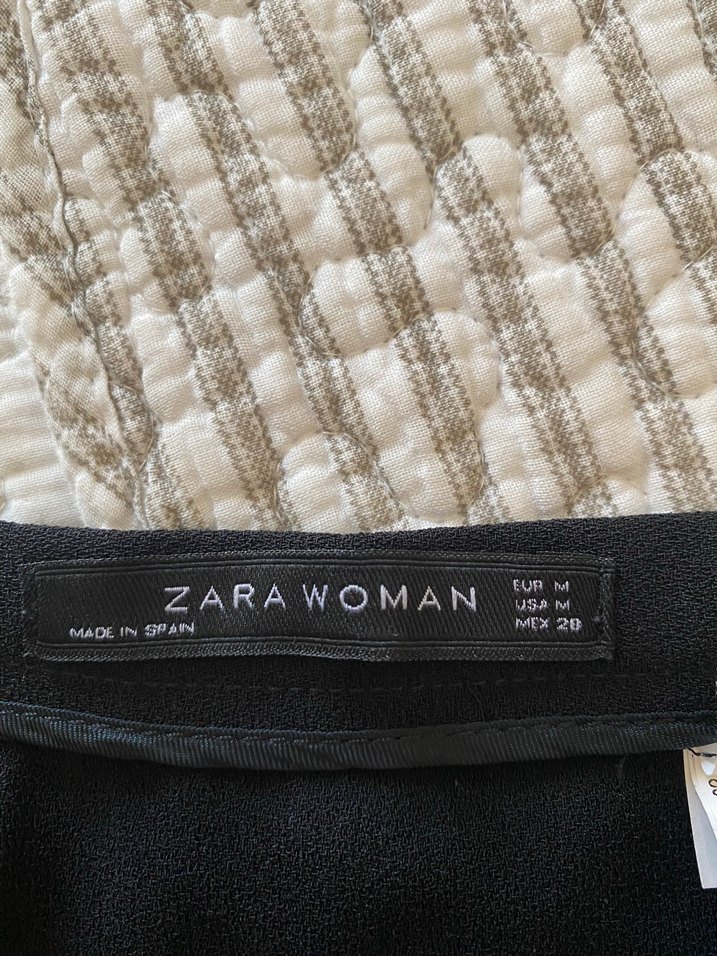 ZARA WOMAN
MADE IN SPAIN
EUR M
USA M
MEX 28